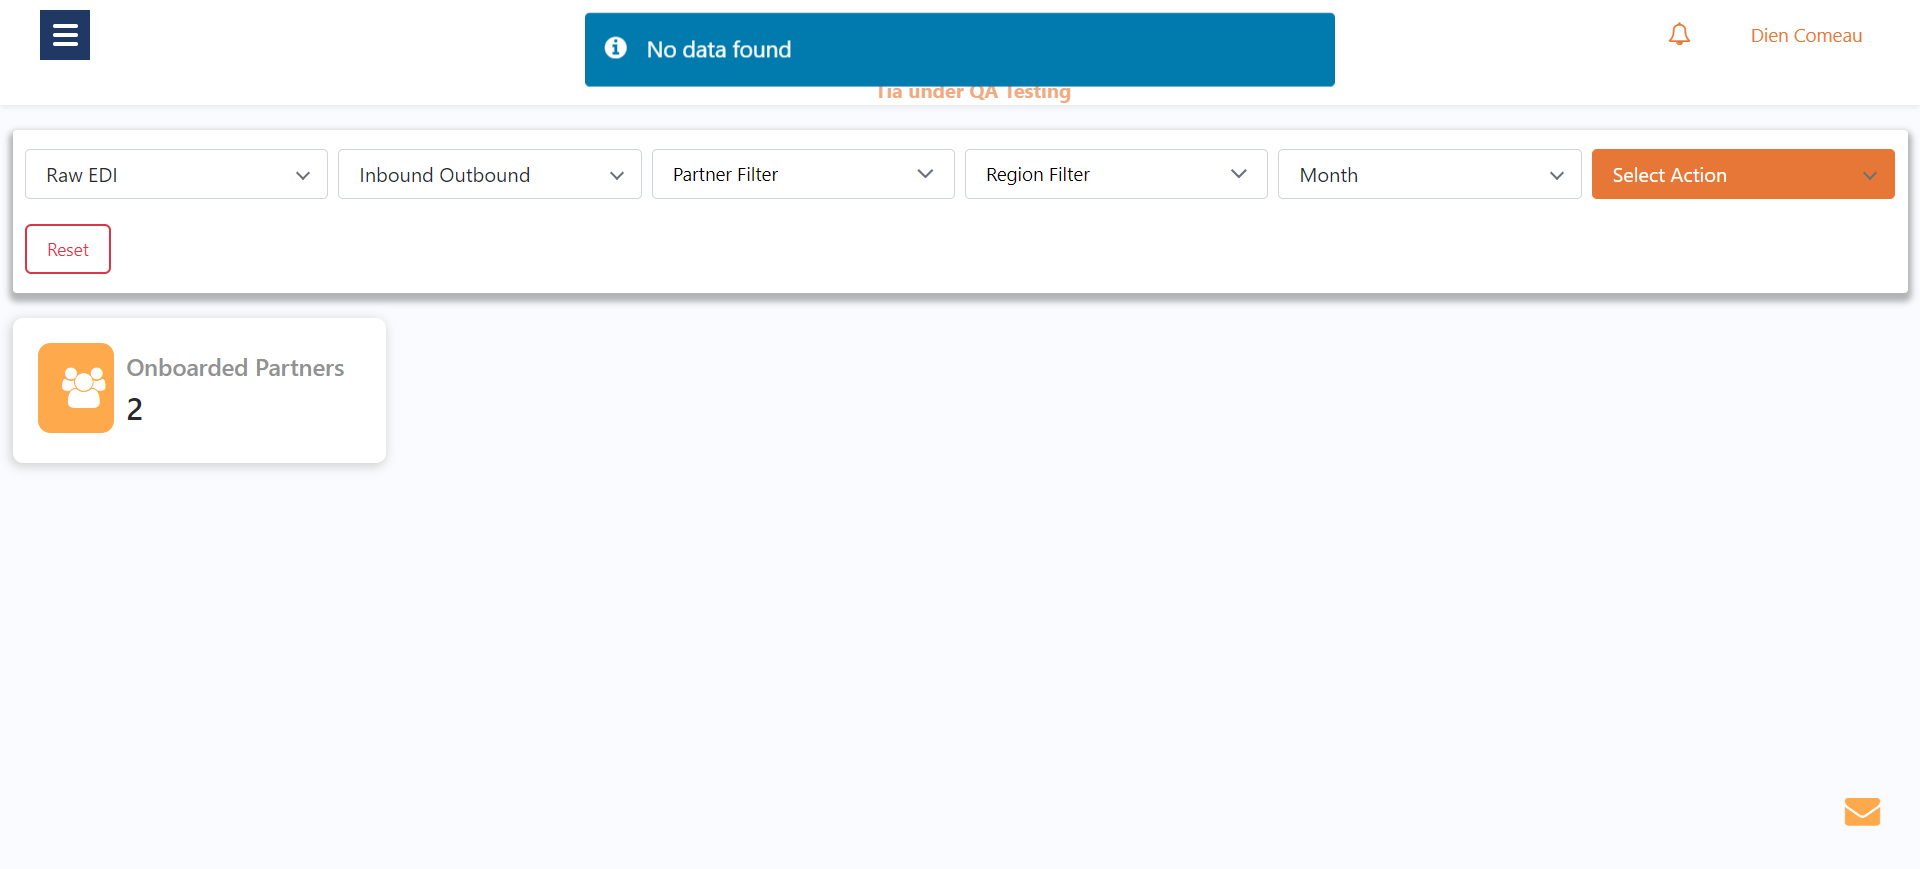 No data found
Dien Comeau
Tia under QA Testing
Raw EDI
Inbound Outbound
Partner Filter
Region Filter
Month
Select Action
Reset
Onboarded Partners
2